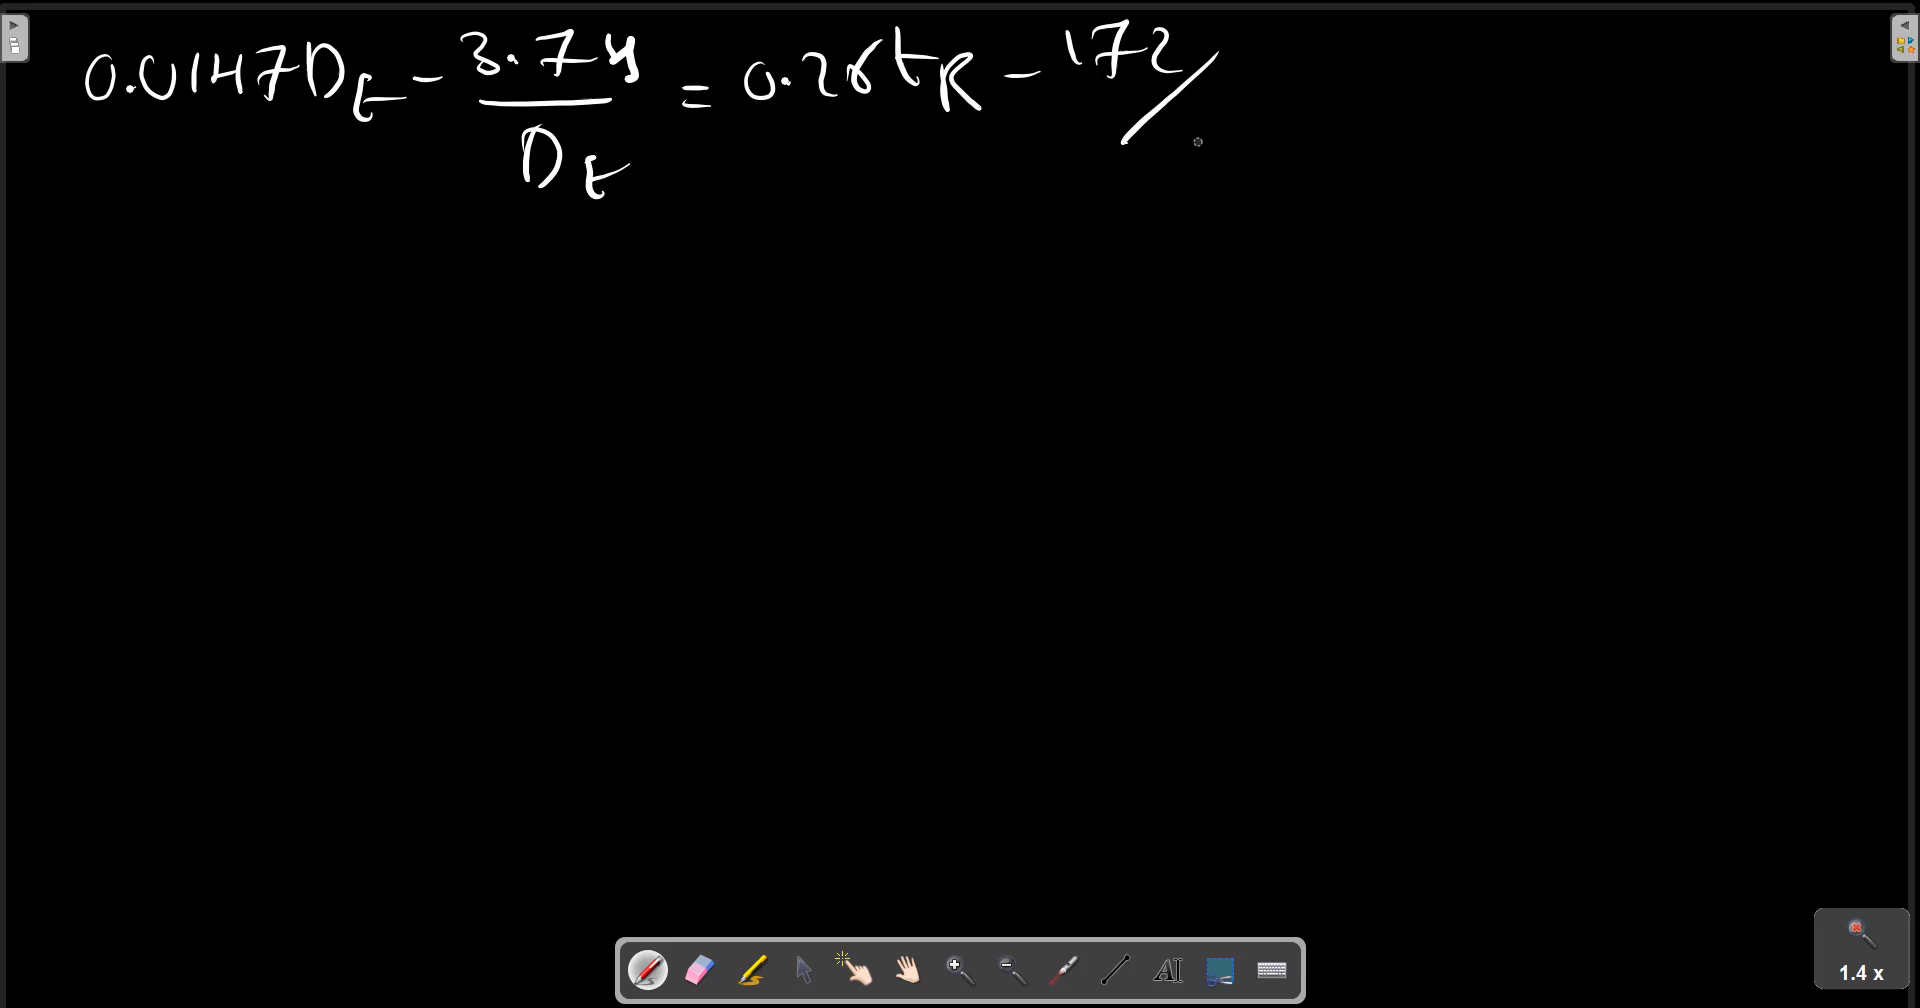 0.0147D_E - 3.74/D_E = 0.26t_R - 172/
1.4 x